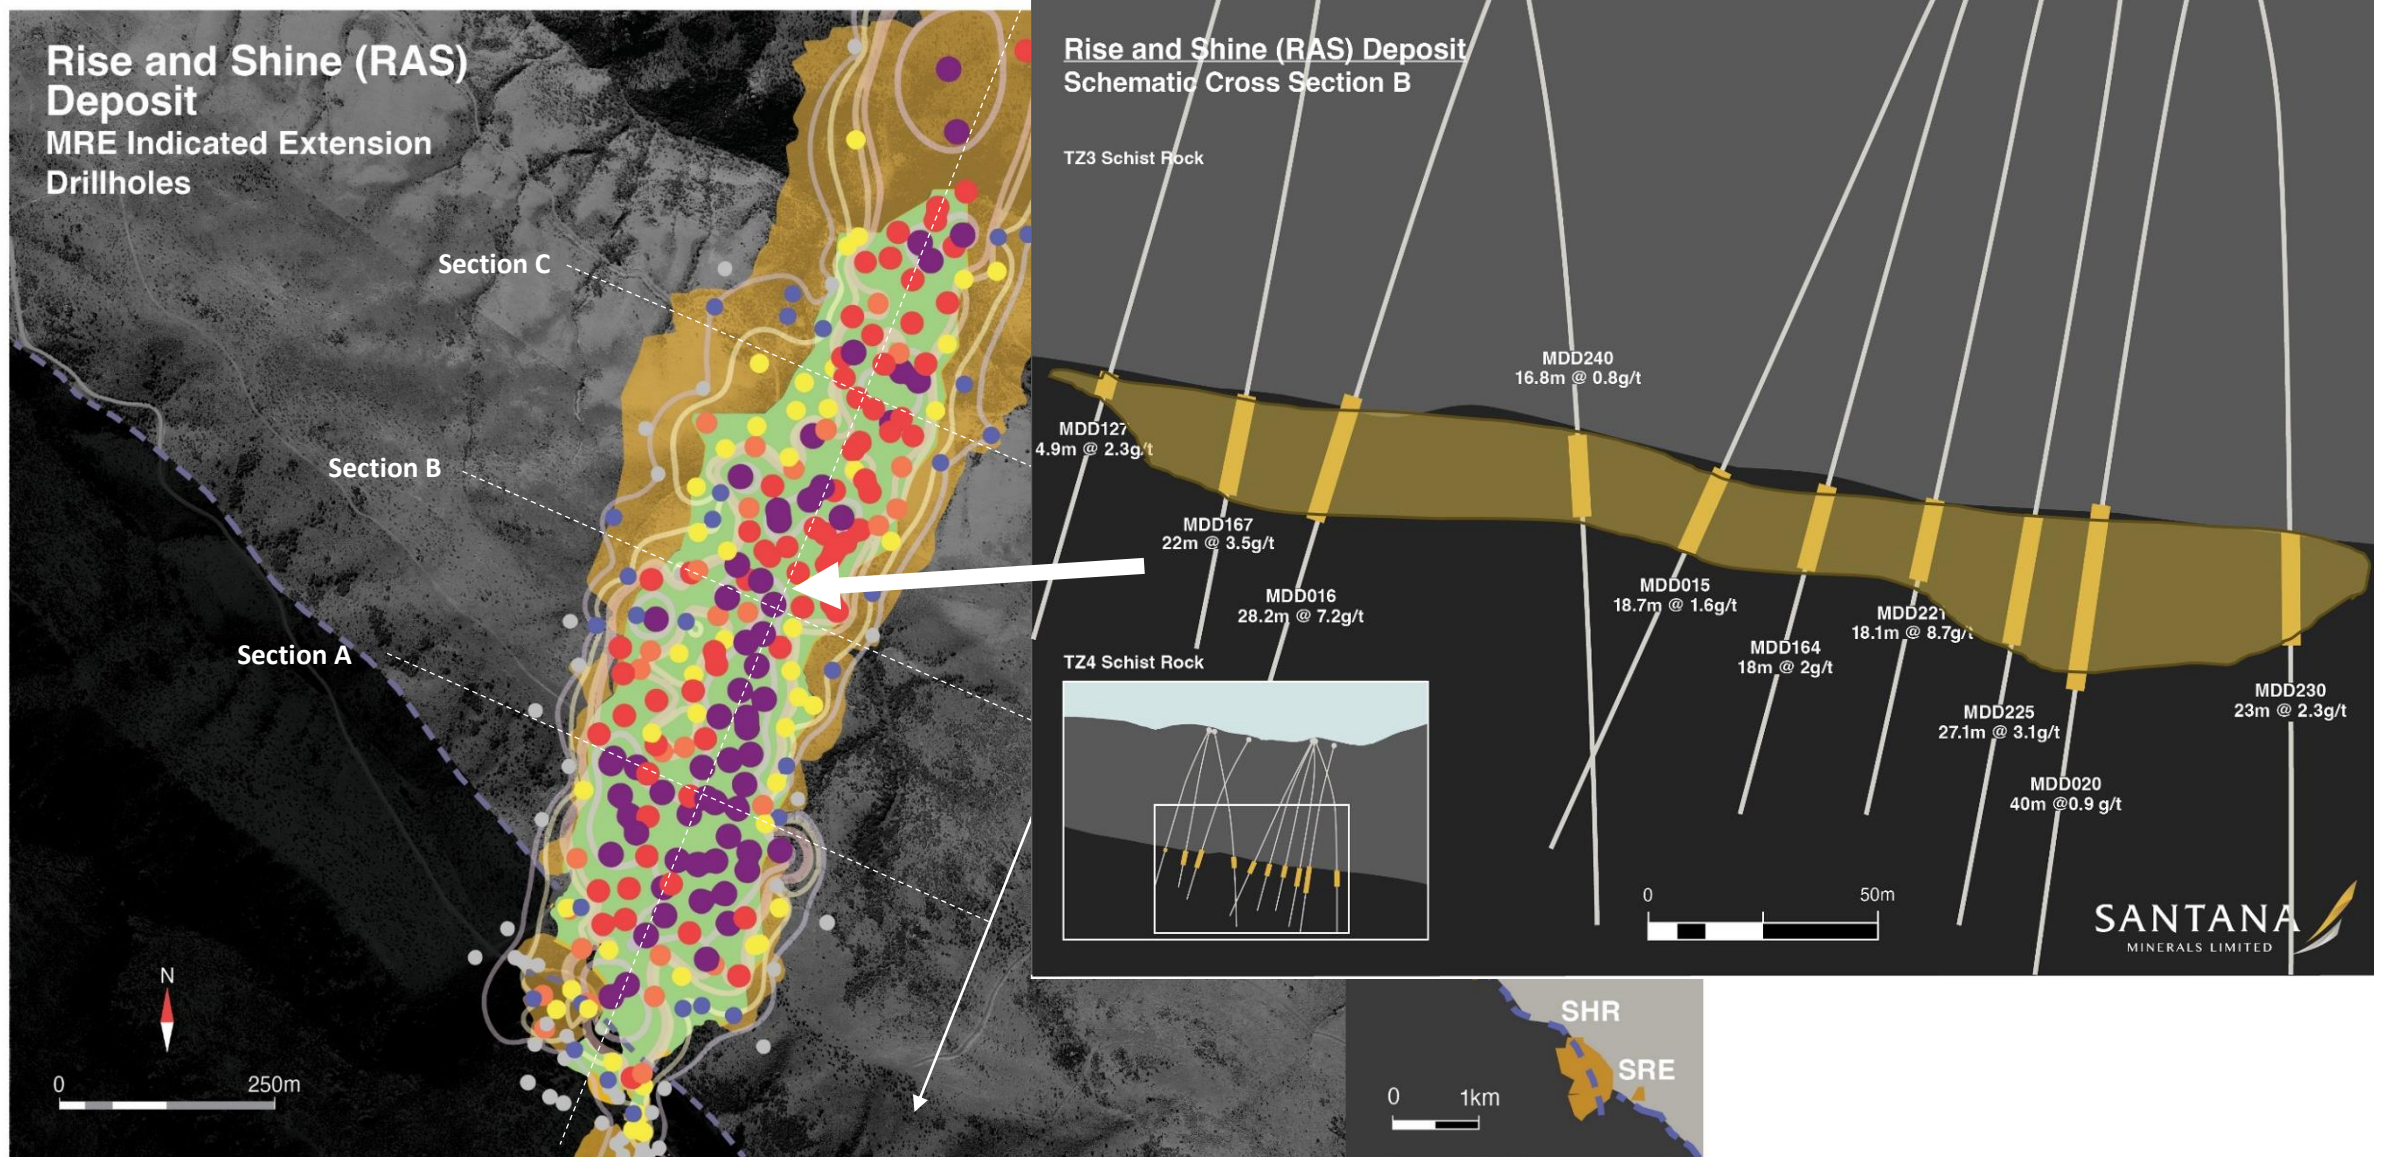 Rise and Shine (RAS)
Deposit
MRE Indicated Extension
Drillholes
Section C
Section B
Section A
N
0 250m
Rise and Shine (RAS) Deposit
Schematic Cross Section B
TZ3 Schist Rock
MDD240
16.8m @ 0.8g/t
MDD127
4.9m @ 2.3g/t
MDD167
22m @ 3.5g/t
MDD016
28.2m @ 7.2g/t
MDD015
18.7m @ 1.6g/t
MDD164
18m @ 2g/t
MDD221
18.1m @ 8.7g/t
MDD225
27.1m @ 3.1g/t
MDD020
40m @0.9 g/t
MDD230
23m @ 2.3g/t
TZ4 Schist Rock
0 50m
SANTANA
MINERALS LIMITED
SHR
SRE
0 1km